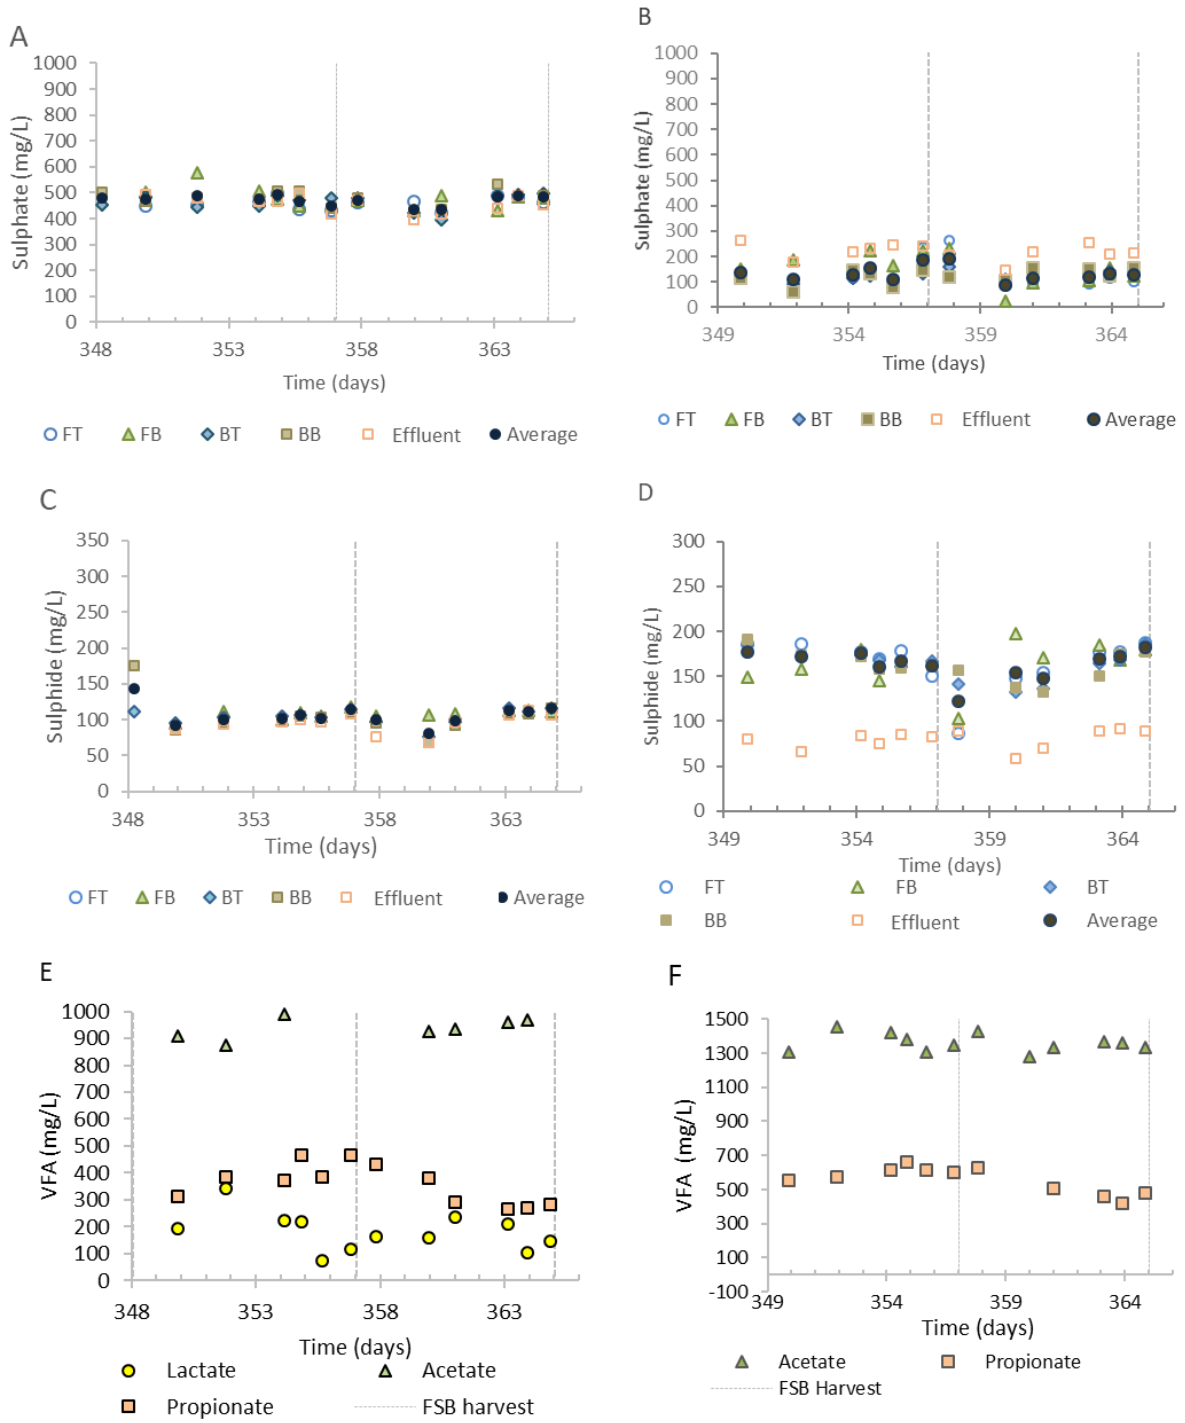 A
1000
900
800
700
600
500
400
300
200
100
0
Sulphate (mg/L)
348 353 358 363
Time (days)
FT FB BT BB Effluent Average
B
1000
900
800
700
600
500
400
300
200
100
0
Sulphate (mg/L)
349 354 359 364
Time (days)
FT FB BT BB Effluent Average
C
350
300
250
200
150
100
50
0
Sulphide (mg/L)
348 353 358 363
Time (days)
FT FB BT BB Effluent Average
D
300
250
200
150
100
50
0
Sulphide (mg/L)
349 354 359 364
Time (days)
FT FB BT
BB Effluent Average
E
1000
900
800
700
600
500
400
300
200
100
0
VFA (mg/L)
348 353 358 363
Time (days)
Lactate Acetate
Propionate FSB harvest
F
1500
1300
1100
900
700
500
300
100
-100
VFA (mg/L)
349 354 359 364
Time (days)
Acetate Propionate
FSB Harvest